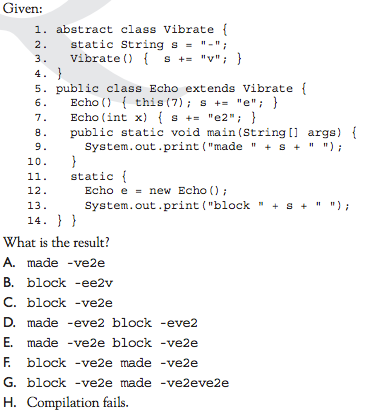 Given:
1. abstract class Vibrate {
2.   static String s = "-";
3.   Vibrate() { s += "v"; }
4. }
5. public class Echo extends Vibrate {
6.   Echo() { this(7); s += "e"; }
7.   Echo(int x) { s += "e2"; }
8.   public static void main(String[] args) {
9.     System.out.print("made " + s + " ");
10.   }
11.   static {
12.     Echo e = new Echo();
13.     System.out.print("block " + s + " ");
14. } }
What is the result?
A. made -ve2e
B. block -ee2v
C. block -ve2e
D. made -eve2 block -eve2
E. made -ve2e block -ve2e
F. block -ve2e made -ve2e
G. block -ve2e made -ve2eve2e
H. Compilation fails.